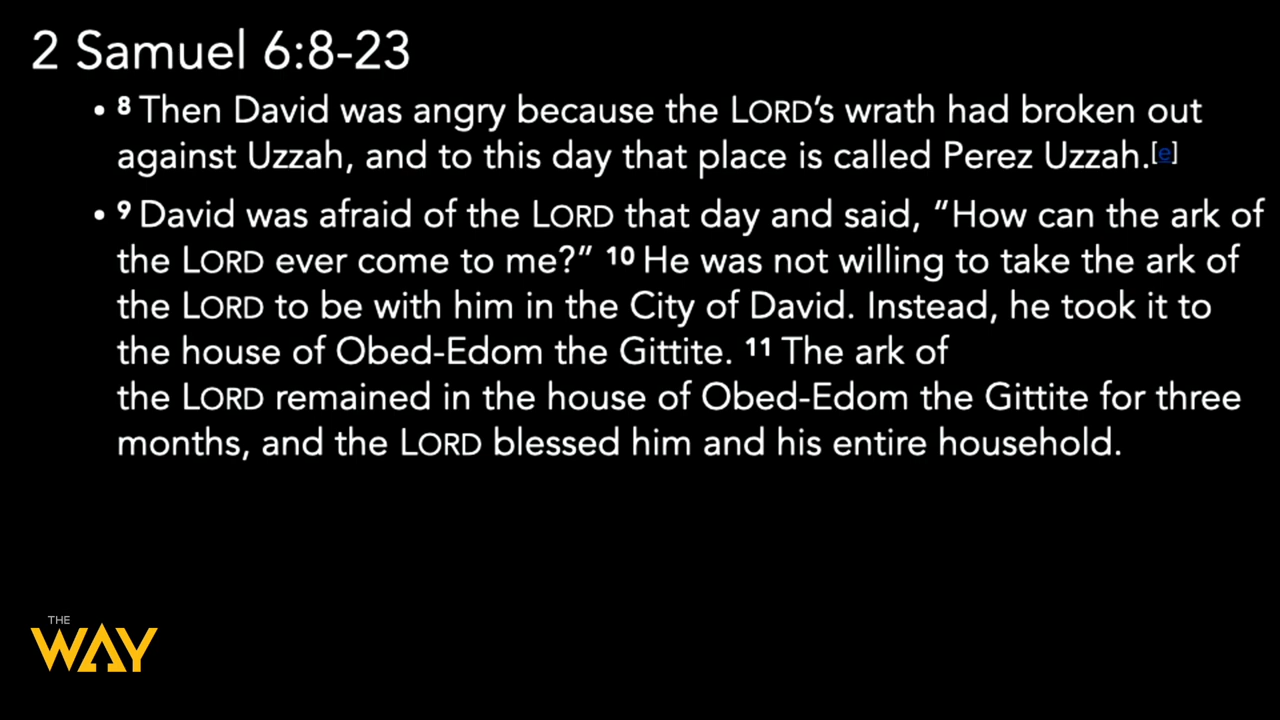 2 Samuel 6:8-23
• 8 Then David was angry because the LORD’s wrath had broken out
against Uzzah, and to this day that place is called Perez Uzzah.[e]
• 9 David was afraid of the LORD that day and said, “How can the ark of
the LORD ever come to me?” 10 He was not willing to take the ark of
the LORD to be with him in the City of David. Instead, he took it to
the house of Obed-Edom the Gittite. 11 The ark of
the LORD remained in the house of Obed-Edom the Gittite for three
months, and the LORD blessed him and his entire household.
THE
WAY